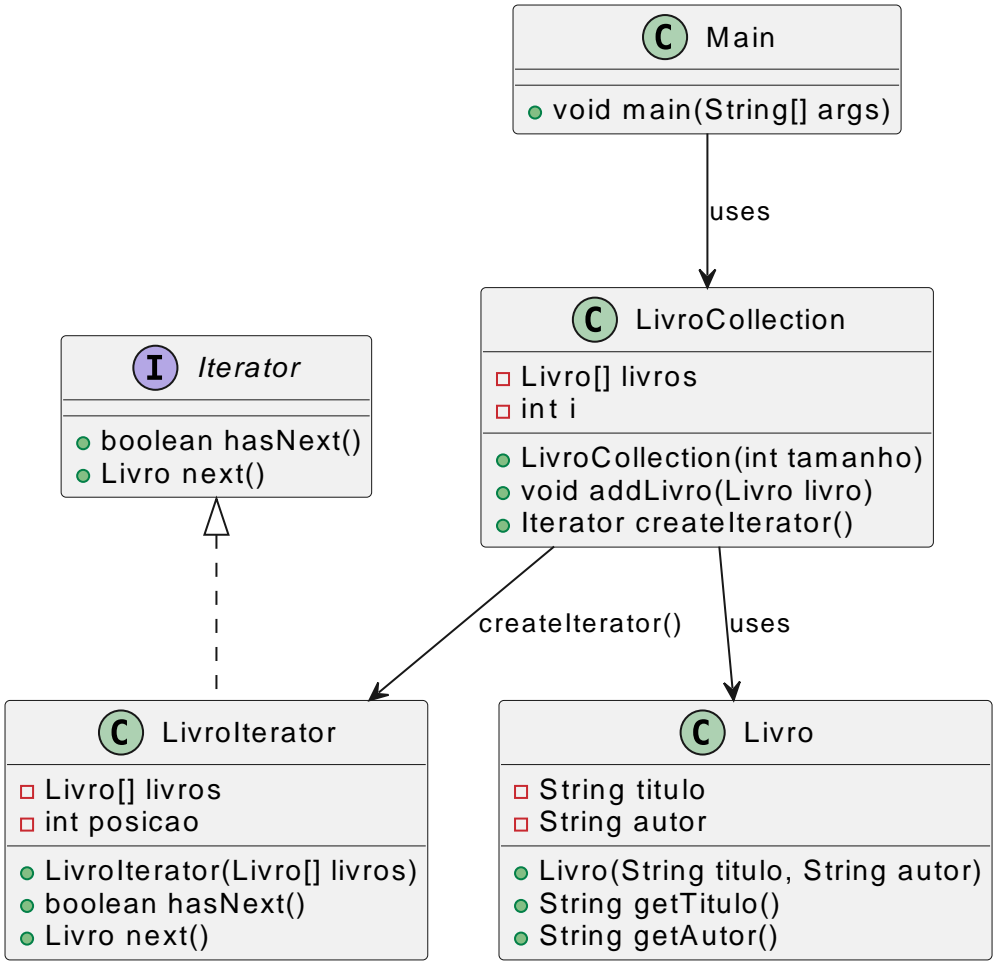 C Main
void main(String[] args)
uses
C LivroCollection
Livro[] livros
int i
LivroCollection(int tamanho)
void addLivro(Livro livro)
Iterator createIterator()
I Iterator
boolean hasNext()
Livro next()
createIterator()
uses
C LivroIterator
Livro[] livros
int posicao
LivroIterator(Livro[] livros)
boolean hasNext()
Livro next()
C Livro
String titulo
String autor
Livro(String titulo, String autor)
String getTitulo()
String getAutor()